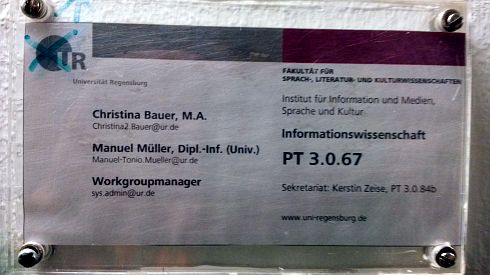 UR
Universität Regensburg
FAKULTÄT FÜR
SPRACH-, LITERATUR- UND KULTURWISSENSCHAFTEN
Institut für Information und Medien,
Sprache und Kultur
Informationswissenschaft
PT 3.0.67
Sekretariat: Kerstin Zeise, PT 3.0.84b
www.uni-regensburg.de
Christina Bauer, M.A.
Christina2.Bauer@ur.de
Manuel Müller, Dipl.-Inf. (Univ.)
Manuel-Tonio.Mueller@ur.de
Workgroupmanager
sys.admin@ur.de